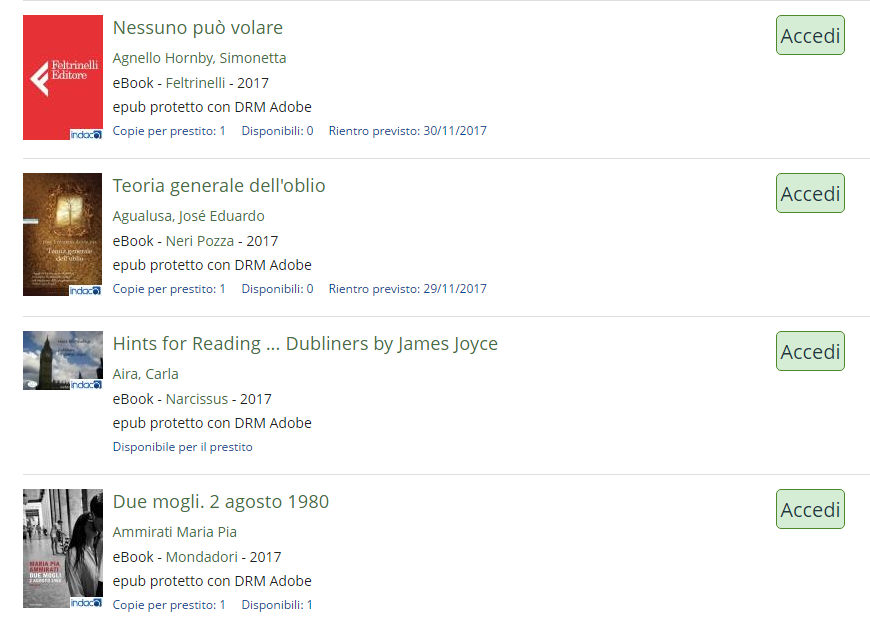 Nessuno può volare
Accedi
Feltrinelli
Editore
Agnello Hornby, Simonetta
eBook - Feltrinelli - 2017
epub protetto con DRM Adobe
indaco
Copie per prestito: 1 Disponibili: 0 Rientro previsto: 30/11/2017
Teoria generale dell'oblio
Accedi
Agualusa, José Eduardo
eBook - Neri Pozza - 2017
Teoria generale
dell'oblio
epub protetto con DRM Adobe
indaco
Copie per prestito: 1 Disponibili: 0 Rientro previsto: 29/11/2017
Hints for Reading ... Dubliners by James Joyce
Accedi
Aira, Carla
indaco
eBook - Narcissus - 2017
epub protetto con DRM Adobe
Disponibile per il prestito
Due mogli. 2 agosto 1980
Accedi
Ammirati Maria Pia
eBook - Mondadori - 2017
MARIA PIA
AMMIRATI
DUE MOGLI
2 AGOSTO 1980
epub protetto con DRM Adobe
indaco
Copie per prestito: 1 Disponibili: 1